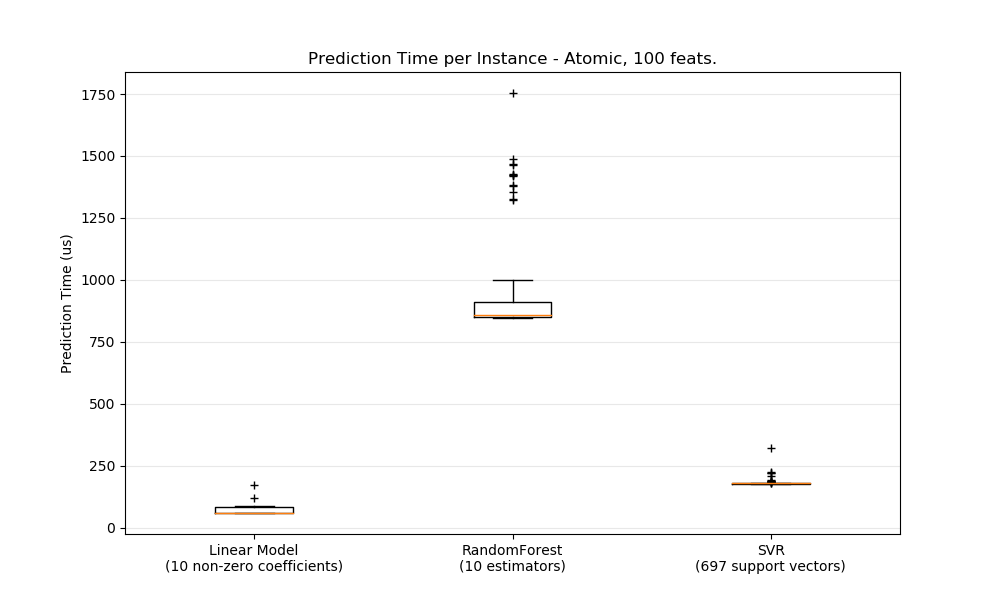 Prediction Time per Instance - Atomic, 100 feats.
Prediction Time (us)
1750
1500
1250
1000
750
500
250
0
Linear Model
(10 non-zero coefficients)
RandomForest
(10 estimators)
SVR
(697 support vectors)